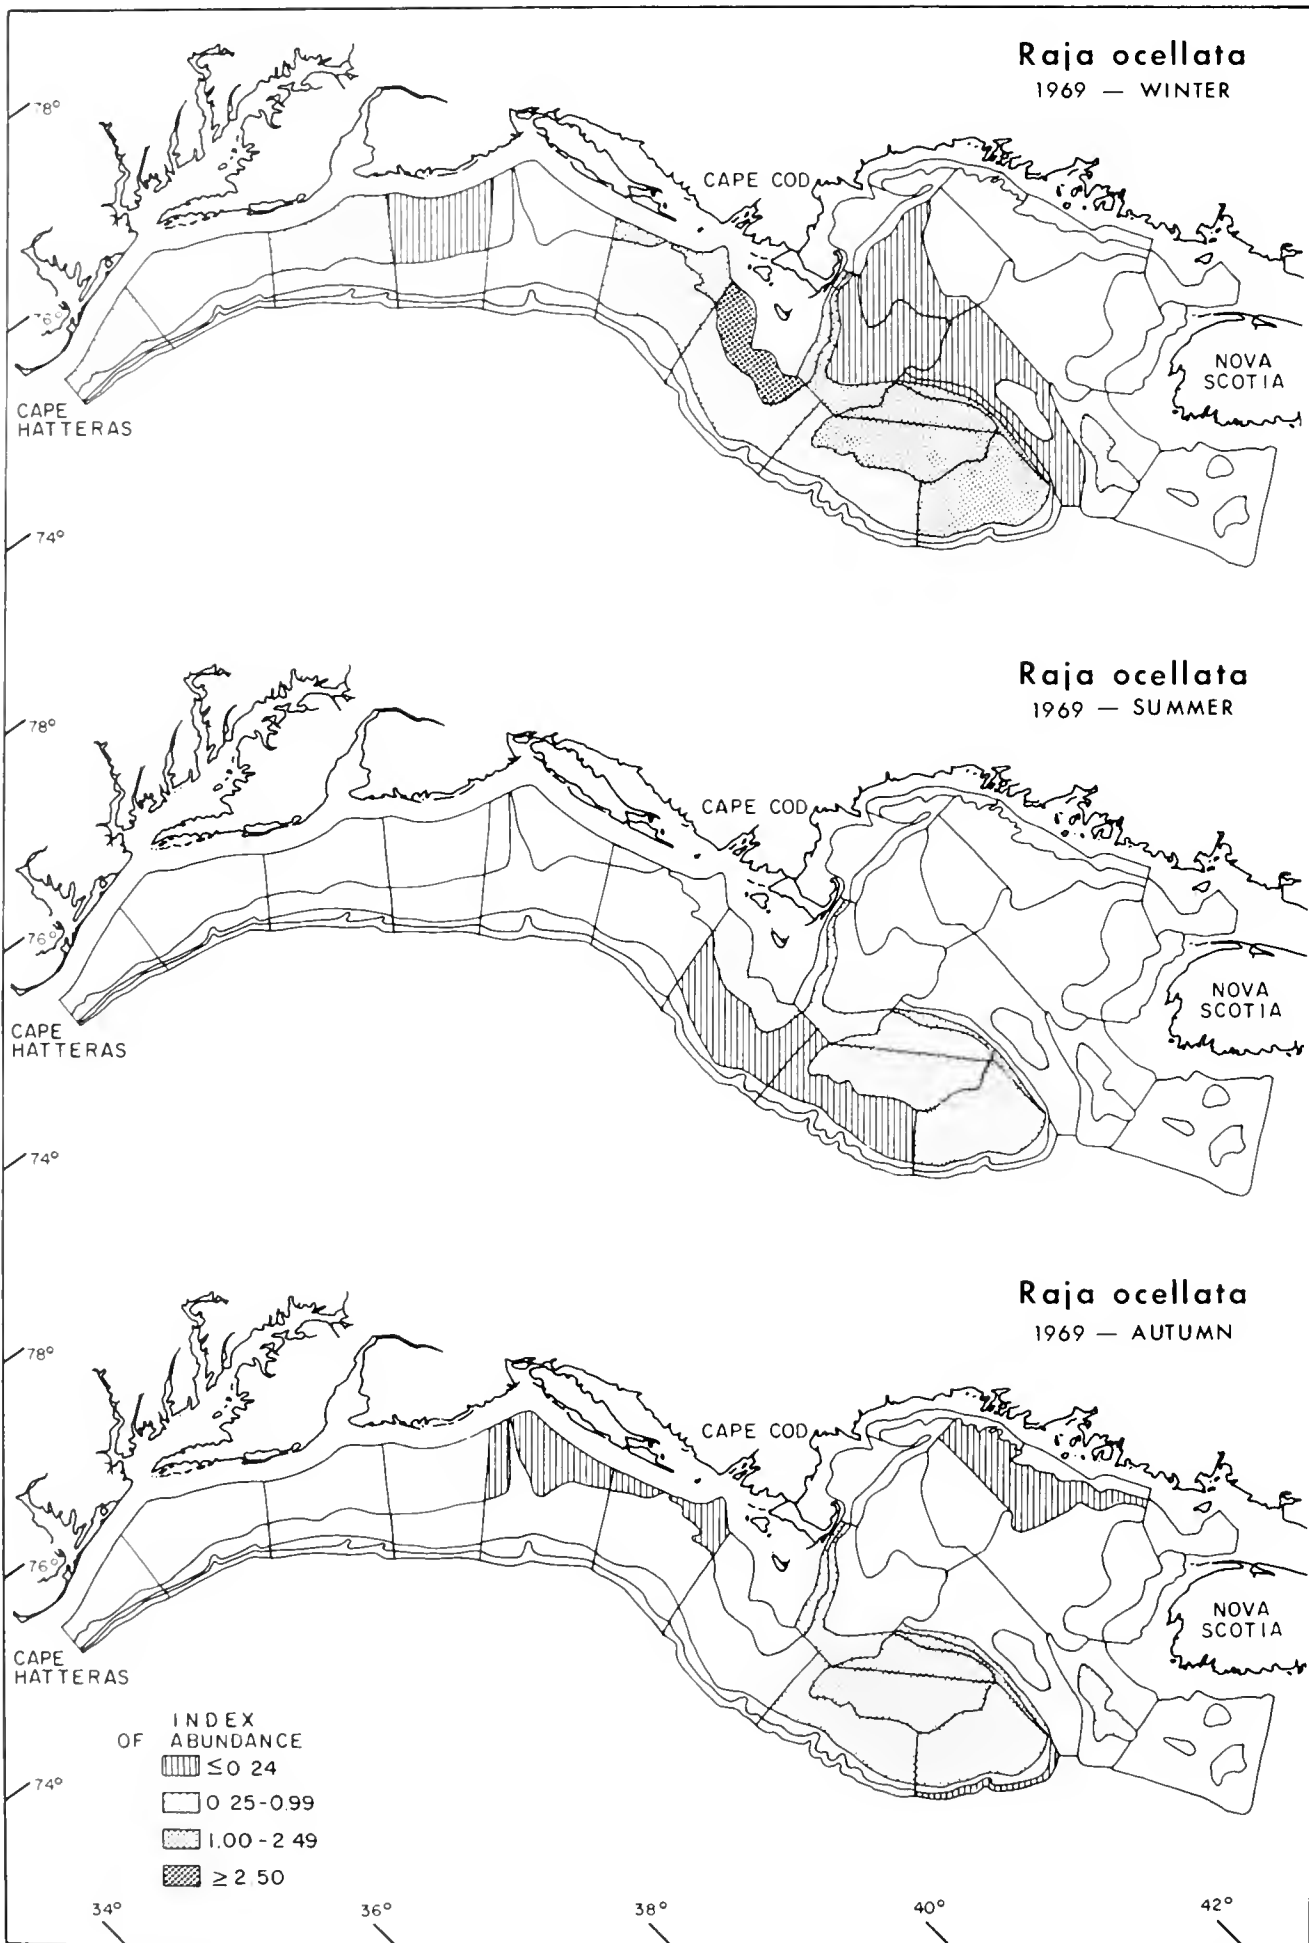 Raja ocellata
1969 — WINTER
78°
CAPE COD
76°
NOVA
SCOTIA
CAPE
HATTERAS
74°
Raja ocellata
1969 — SUMMER
78°
CAPE COD
76°
NOVA
SCOTIA
CAPE
HATTERAS
74°
Raja ocellata
1969 — AUTUMN
78°
CAPE COD
76°
NOVA
SCOTIA
CAPE
HATTERAS
INDEX
OF ABUNDANCE
≤0 24
74°
0 25-0.99
1.00-2 49
≥2.50
34° 36° 38° 40° 42°